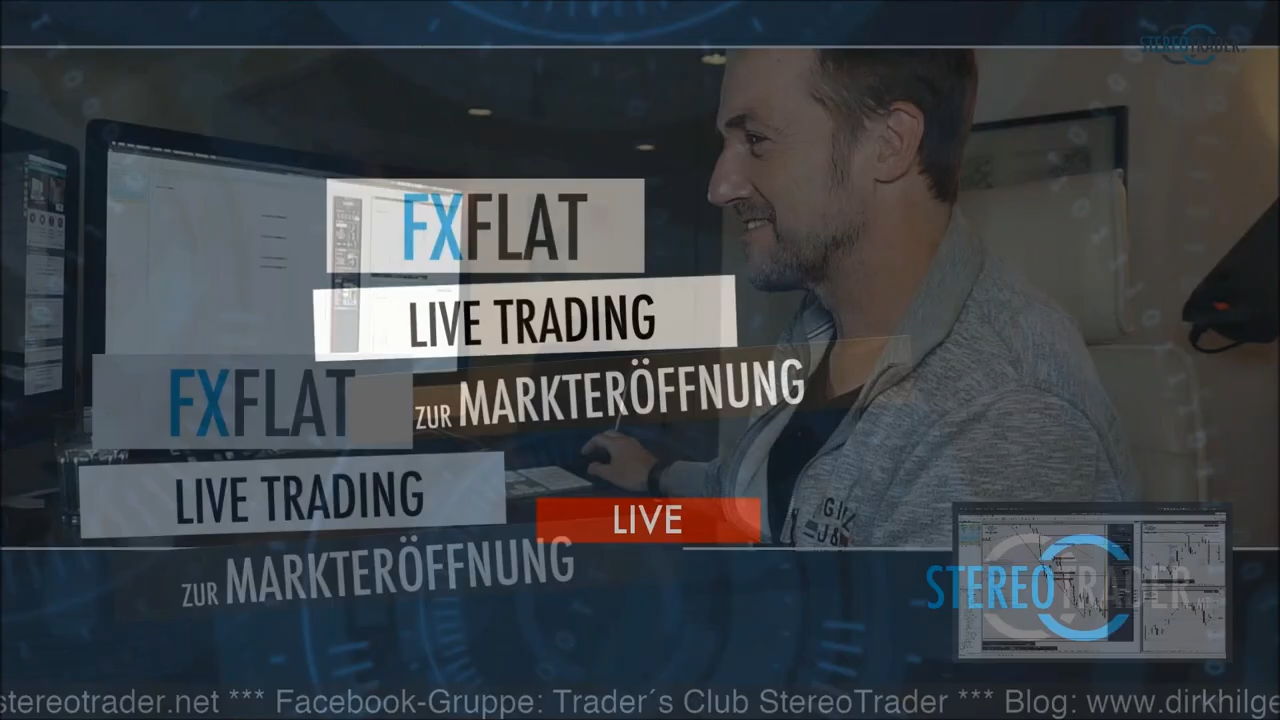 STEREOTRADER
FXFLAT
LIVE TRADING
ZUR MARKTERÖFFNUNG
FXFLAT
LIVE TRADING
ZUR MARKTERÖFFNUNG
LIVE
STEREOTRADER
stereotrader.net *** Facebook-Gruppe: Trader´s Club StereoTrader *** Blog: www.dirkhilge